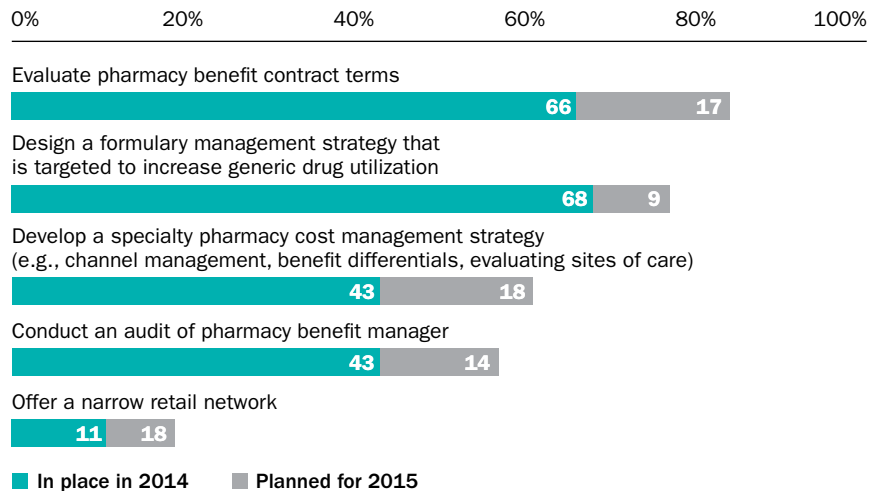 0% 20% 40% 60% 80% 100%
Evaluate pharmacy benefit contract terms
66 17
Design a formulary management strategy that
is targeted to increase generic drug utilization
68 9
Develop a specialty pharmacy cost management strategy
(e.g., channel management, benefit differentials, evaluating sites of care)
43 18
Conduct an audit of pharmacy benefit manager
43 14
Offer a narrow retail network
11 18
In place in 2014 Planned for 2015